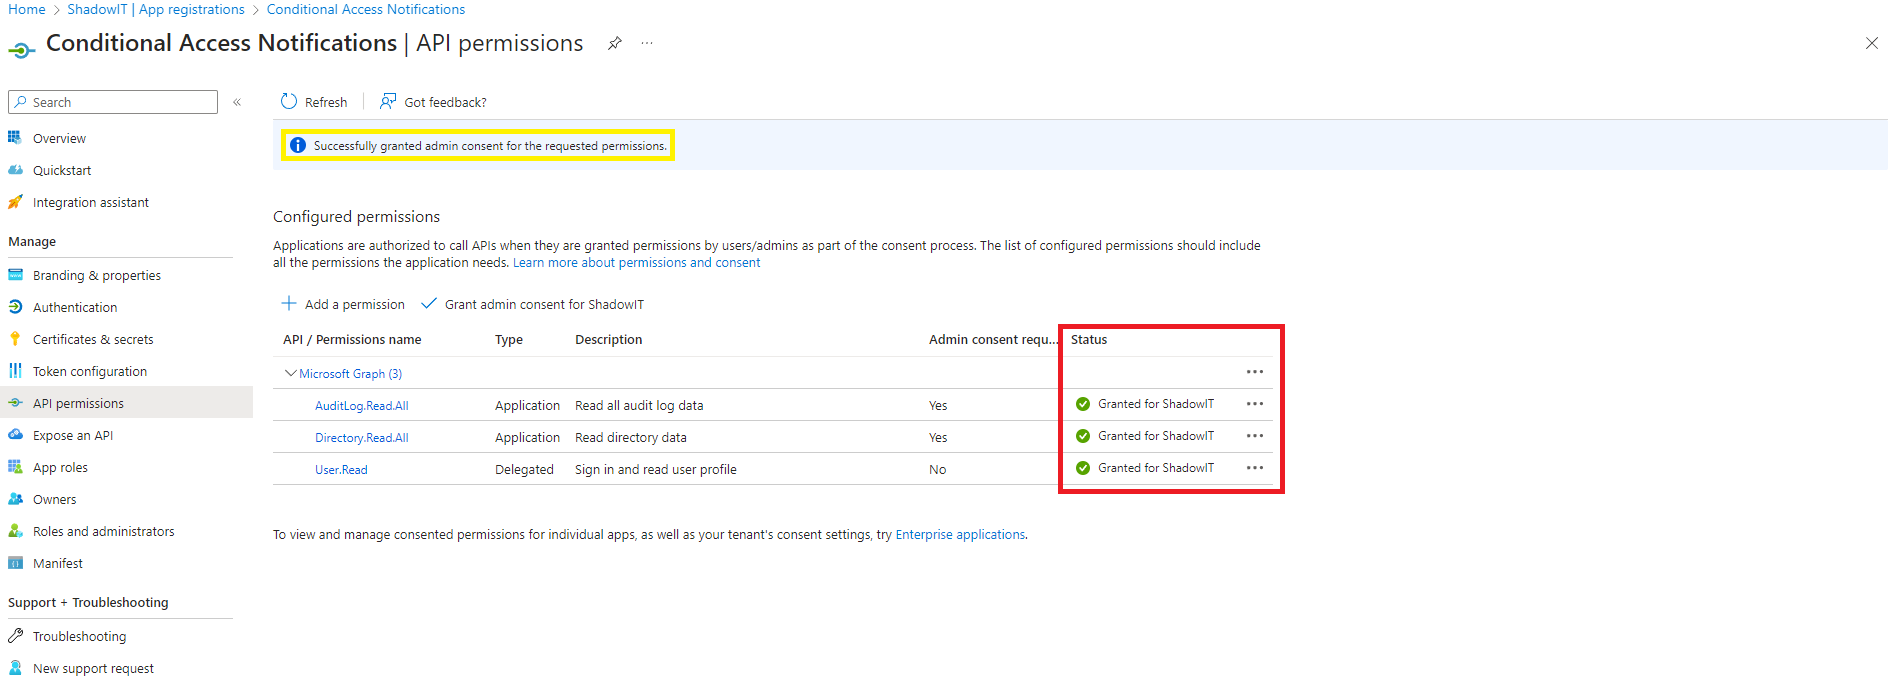 Home > ShadowIT | App registrations > Conditional Access Notifications
Conditional Access Notifications | API permissions
Search
Refresh
Got feedback?
Successfully granted admin consent for the requested permissions.
Overview
Quickstart
Integration assistant
Manage
Branding & properties
Authentication
Certificates & secrets
Token configuration
API permissions
Expose an API
App roles
Owners
Roles and administrators
Manifest
Support + Troubleshooting
Troubleshooting
New support request
Configured permissions
Applications are authorized to call APIs when they are granted permissions by users/admins as part of the consent process. The list of configured permissions should include
all the permissions the application needs. Learn more about permissions and consent
Add a permission
Grant admin consent for ShadowIT
API / Permissions name Type Description Admin consent requ... Status
Microsoft Graph (3)
AuditLog.Read.All Application Read all audit log data Yes Granted for ShadowIT
Directory.Read.All Application Read directory data Yes Granted for ShadowIT
User.Read Delegated Sign in and read user profile No Granted for ShadowIT
To view and manage consented permissions for individual apps, as well as your tenant's consent settings, try Enterprise applications.